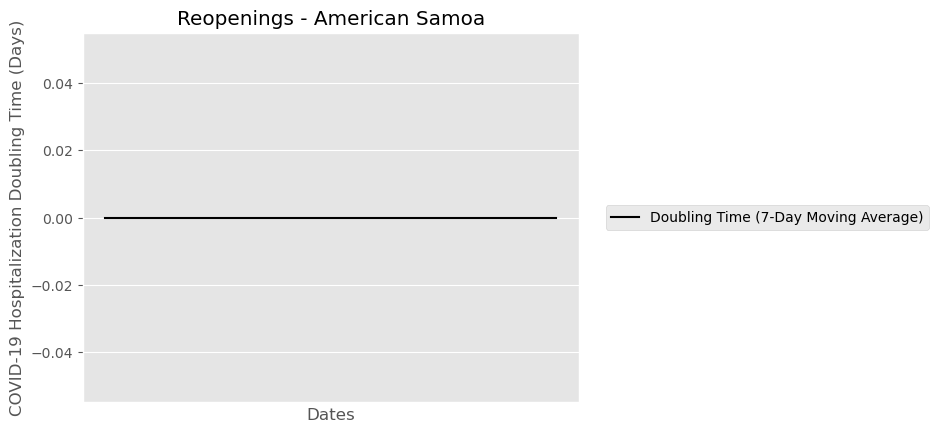 Reopenings - American Samoa
COVID-19 Hospitalization Doubling Time (Days)
0.04
0.02
0.00
−0.02
−0.04
Dates
Doubling Time (7-Day Moving Average)